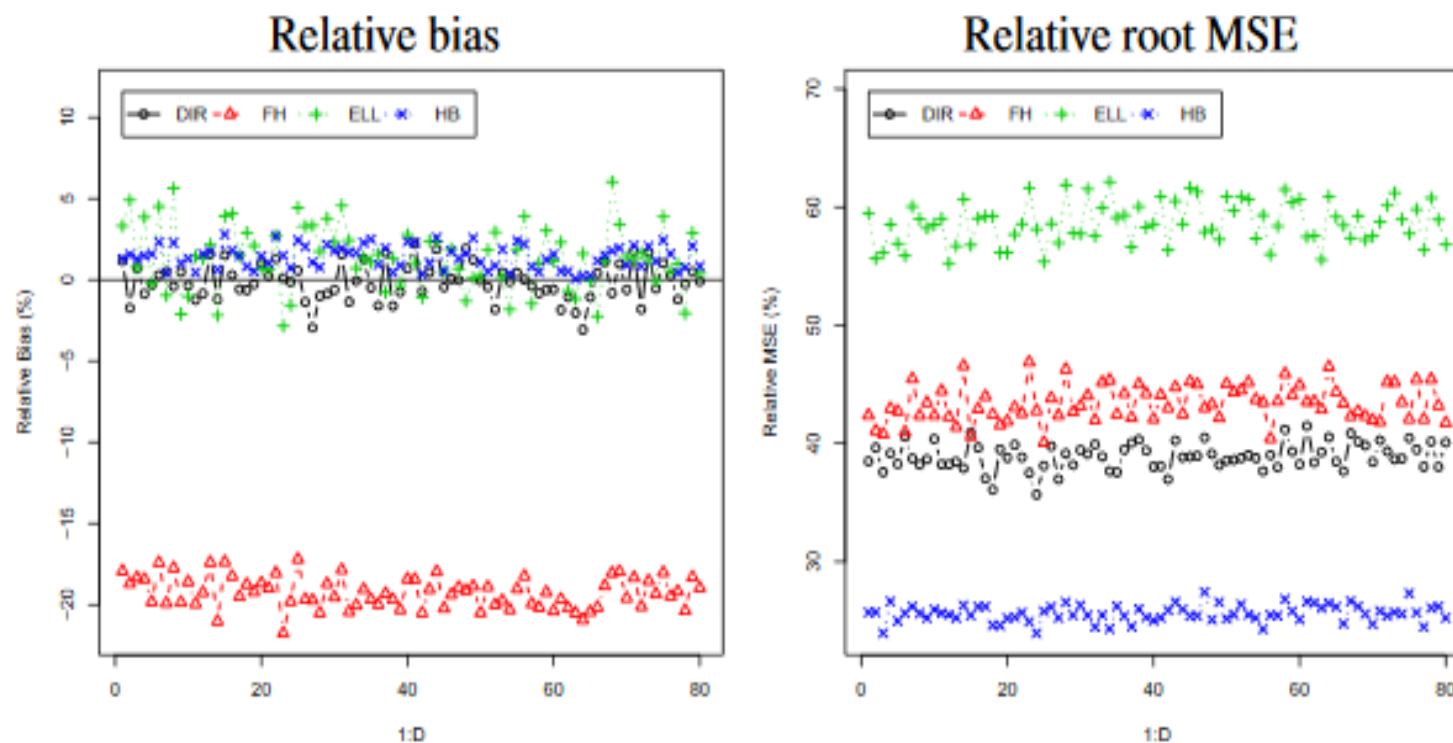 Relative bias
Relative root MSE
DIR FH ELL HB
DIR FH ELL HB
Relative Bias (%)
10
5
0
−5
−10
−15
−20
0 20 40 60 80
1:D
Relative MSE (%)
70
60
50
40
30
0 20 40 60 80
1:D